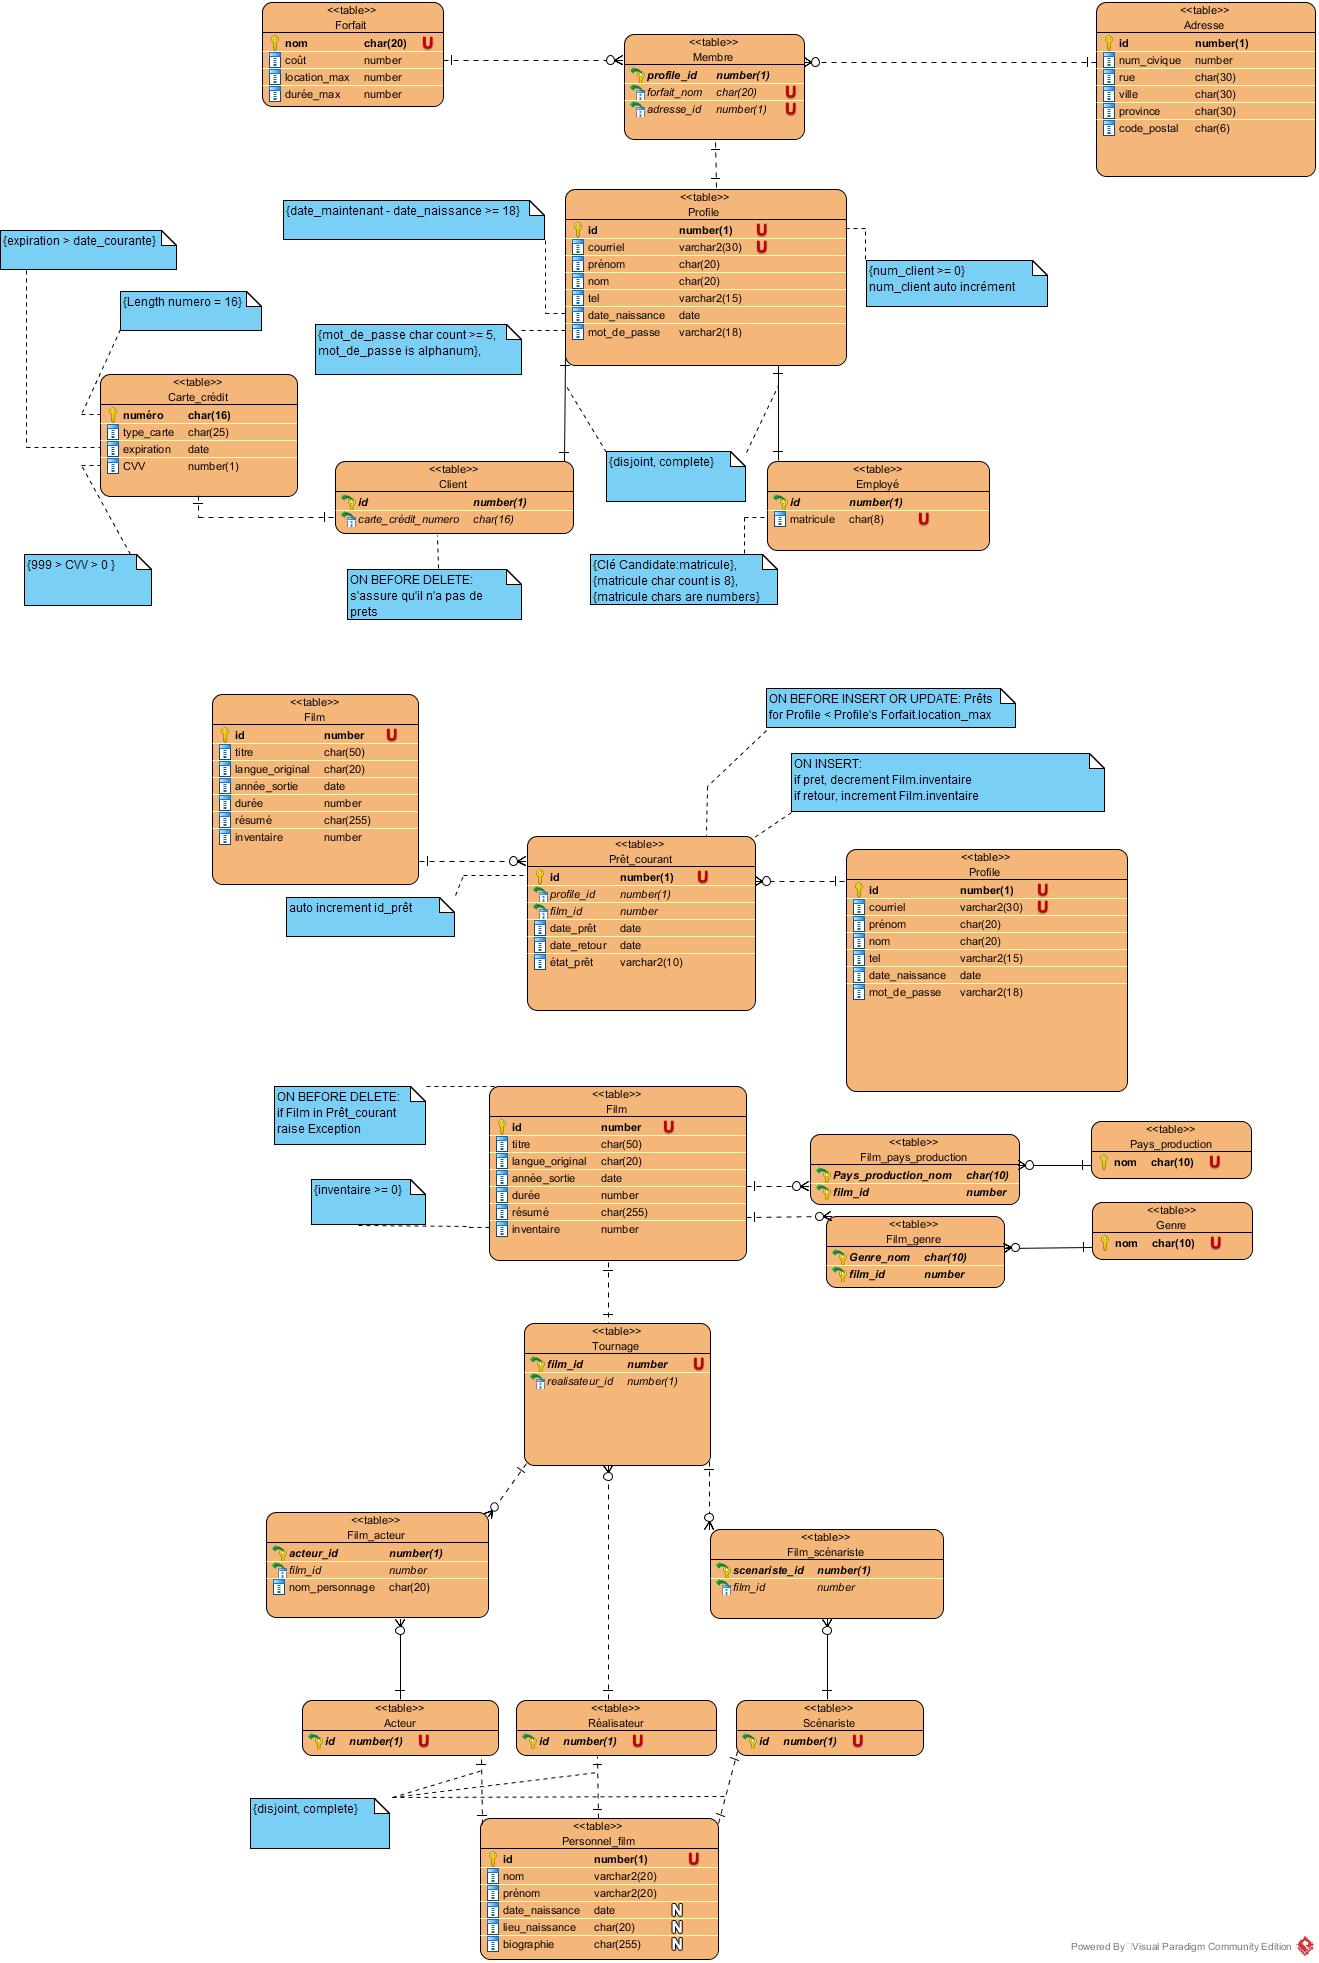 <<table>>
Forfait
nom char(20) U
coût number
location_max number
durée_max number
<<table>>
Membre
profile_id number(1)
forfait_nom char(20) U
adresse_id number(1) U
<<table>>
Adresse
id number(1)
num_civique number
rue char(30)
ville char(30)
province char(30)
code_postal char(6)
{date_maintenant - date_naissance >= 18}
<<table>>
Profile
id number(1) U
courriel varchar2(30) U
prénom char(20)
nom char(20)
tel varchar2(15)
date_naissance date
mot_de_passe varchar2(18)
{expiration > date_courante}
{num_client >= 0}
num_client auto incrément
{Length numero = 16}
{mot_de_passe char count >= 5,
mot_de_passe is alphanum},
<<table>>
Carte_crédit
numéro char(16)
type_carte char(25)
expiration date
CVV number(1)
<<table>>
Client
id number(1)
carte_crédit_numero char(16)
{disjoint, complete}
<<table>>
Employé
id number(1)
matricule char(8) U
{999 > CVV > 0 }
ON BEFORE DELETE:
s'assure qu'il n'a pas de
prets
{Clé Candidate:matricule},
{matricule char count is 8},
{matricule chars are numbers}
<<table>>
Film
id number U
titre char(50)
langue_original char(20)
année_sortie date
durée number
résumé char(255)
inventaire number
ON BEFORE INSERT OR UPDATE: Prêts
for Profile < Profile's Forfait.location_max
ON INSERT:
if pret, decrement Film.inventaire
if retour, increment Film.inventaire
auto increment id_prêt
<<table>>
Prêt_courant
id number(1) U
profile_id number(1)
film_id number
date_prêt date
date_retour date
état_prêt varchar2(10)
<<table>>
Profile
id number(1) U
courriel varchar2(30) U
prénom char(20)
nom char(20)
tel varchar2(15)
date_naissance date
mot_de_passe varchar2(18)
ON BEFORE DELETE:
if Film in Prêt_courant
raise Exception
{inventaire >= 0}
<<table>>
Film
id number U
titre char(50)
langue_original char(20)
année_sortie date
durée number
résumé char(255)
inventaire number
<<table>>
Film_pays_production
Pays_production_nom char(10)
film_id number
<<table>>
Pays_production
nom char(10) U
<<table>>
Film_genre
Genre_nom char(10)
film_id number
<<table>>
Genre
nom char(10) U
<<table>>
Tournage
film_id number U
realisateur_id number(1)
<<table>>
Film_acteur
acteur_id number(1)
film_id number
nom_personnage char(20)
<<table>>
Film_scénariste
scenariste_id number(1)
film_id number
<<table>>
Acteur
id number(1) U
<<table>>
Réalisateur
id number(1) U
<<table>>
Scénariste
id number(1) U
{disjoint, complete}
<<table>>
Personnel_film
id number(1) U
nom varchar2(20)
prénom varchar2(20)
date_naissance date N
lieu_naissance char(20) N
biographie char(255) N
Powered By Visual Paradigm Community Edition